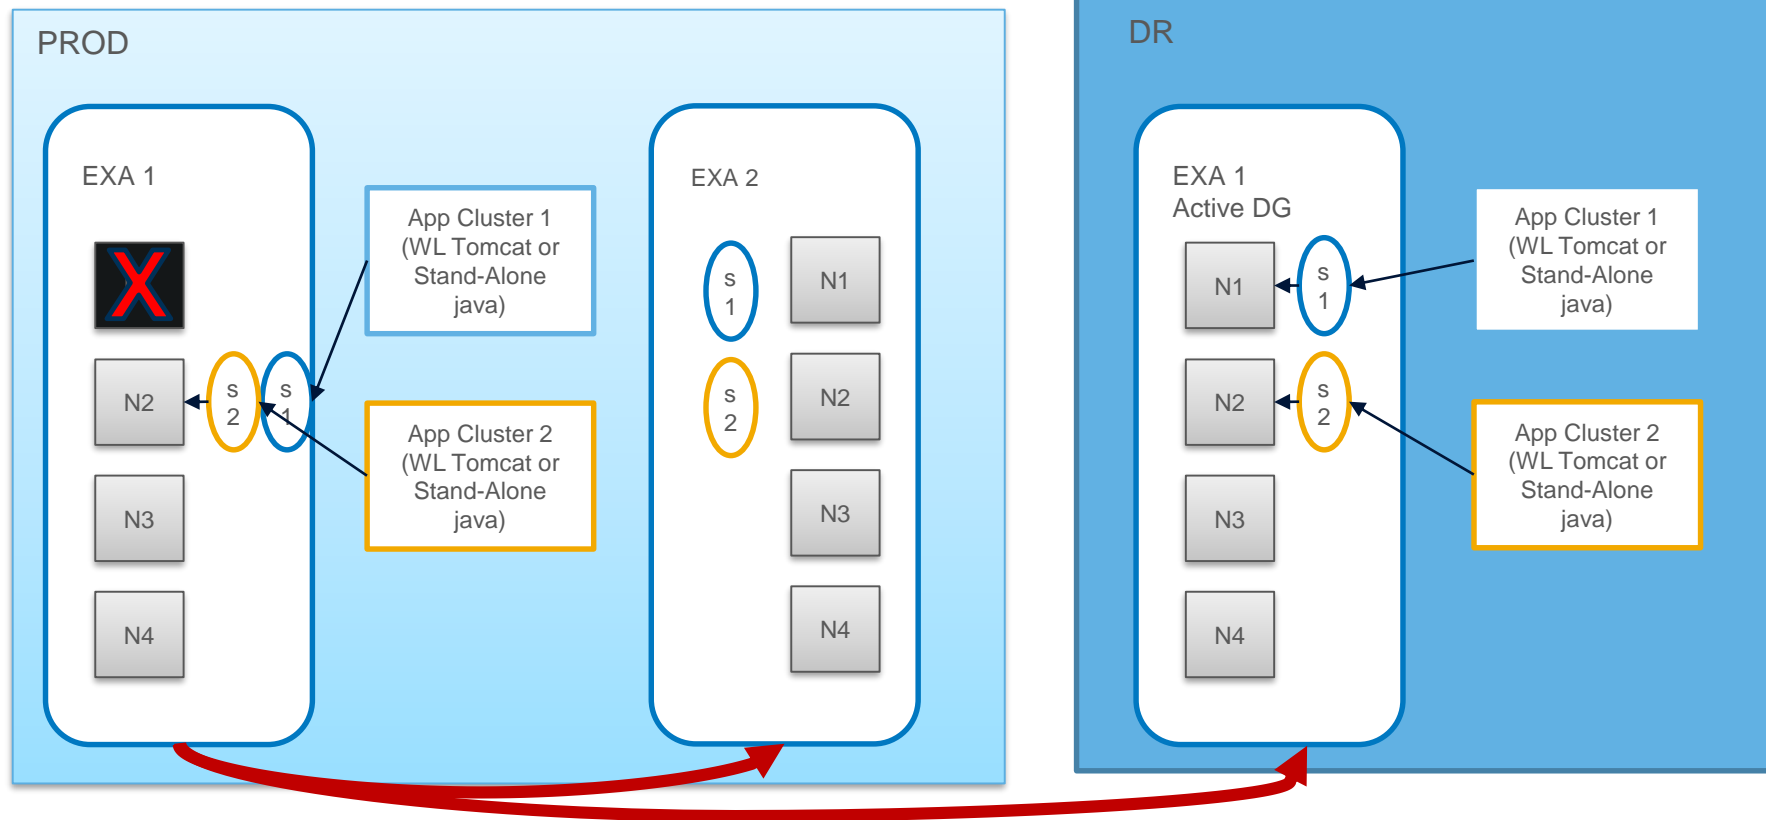 PROD
EXA 1
X
N2
N3
N4
s
2
s
1
App Cluster 1
(WL Tomcat or
Stand-Alone
java)
App Cluster 2
(WL Tomcat or
Stand-Alone
java)
EXA 2
s
1
s
2
N1
N2
N3
N4
DR
EXA 1
Active DG
N1
N2
N3
N4
s
1
s
2
App Cluster 1
(WL Tomcat or
Stand-Alone
java)
App Cluster 2
(WL Tomcat or
Stand-Alone
java)